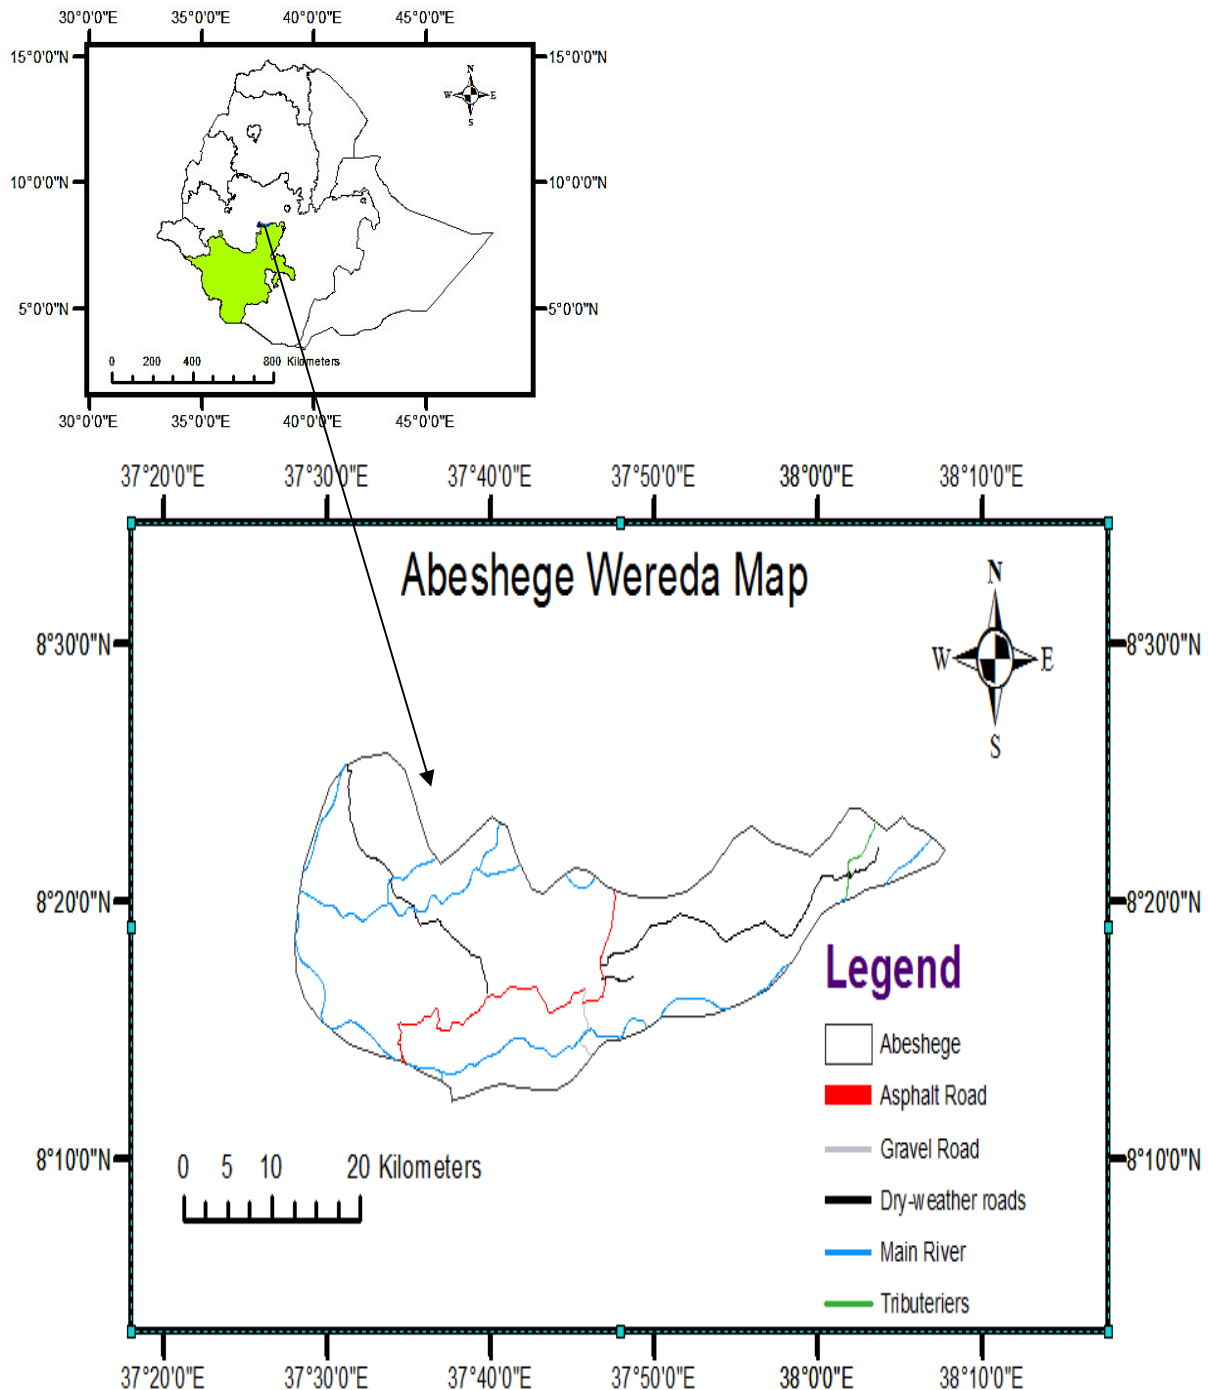 30°0'0"E 35°0'0"E 40°0'0"E 45°0'0"E
15°0'0"N 15°0'0"N
N
W E
S
10°0'0"N 10°0'0"N
5°0'0"N 5°0'0"N
0 200 400 800 Kilometers
30°0'0"E 35°0'0"E 40°0'0"E 45°0'0"E
37°20'0"E 37°30'0"E 37°40'0"E 37°50'0"E 38°0'0"E 38°10'0"E
Abeshege Wereda Map
N
8°30'0"N 8°30'0"N
W E
S
8°20'0"N 8°20'0"N
Legend
Abeshege
Asphalt Road
Gravel Road
8°10'0"N 8°10'0"N
0 5 10 20 Kilometers
Dry-weather roads
Main River
Tributeriers
37°20'0"E 37°30'0"E 37°40'0"E 37°50'0"E 38°0'0"E 38°10'0"E